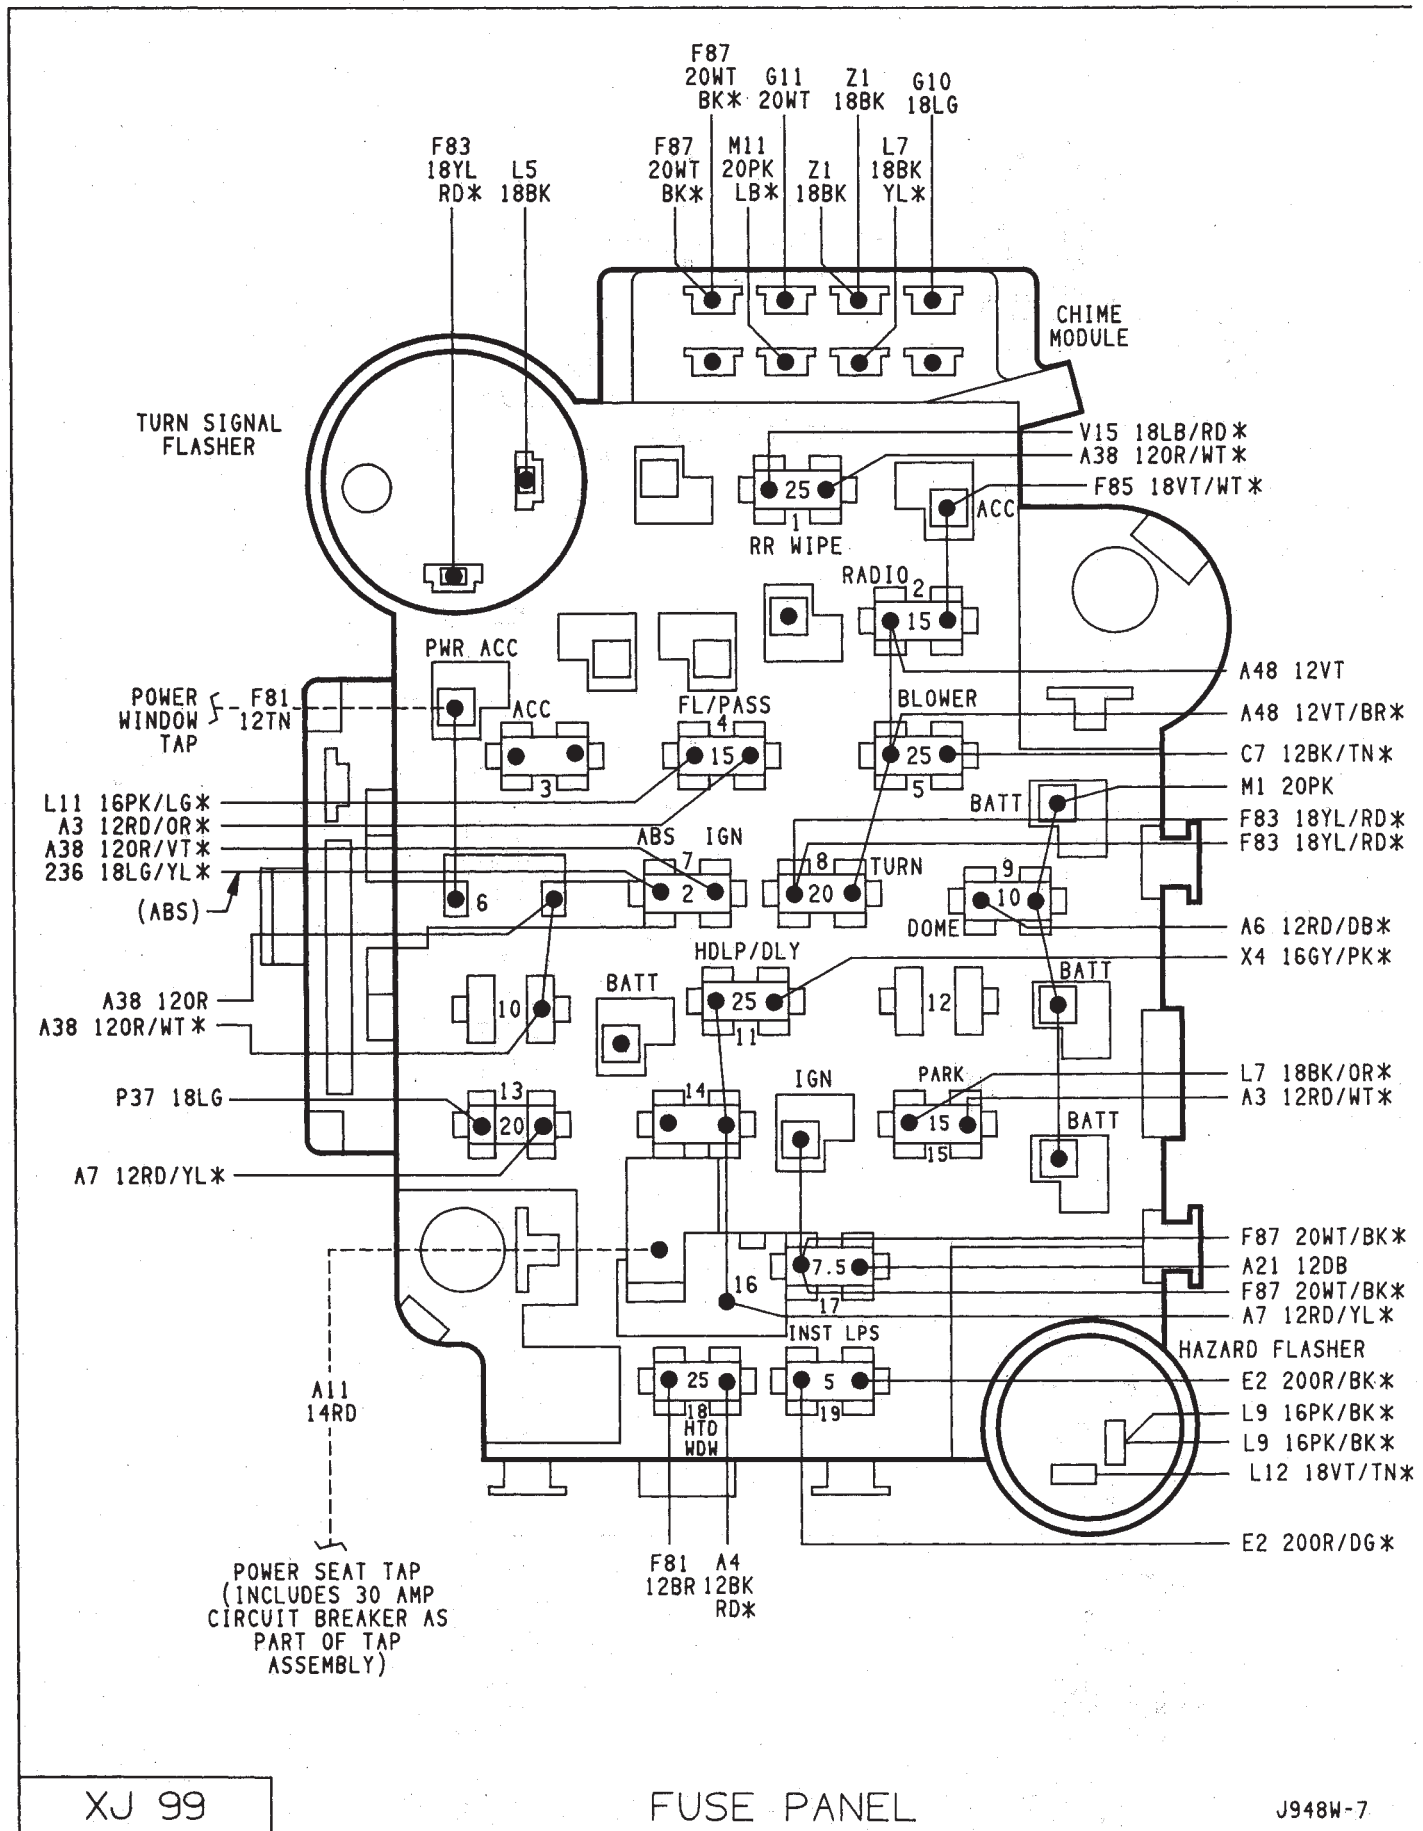 F87
20WT
BK*
G11
20WT
Z1
18BK
G10
18LG
F83
18YL
RD*
L5
18BK
F87
20WT
BK*
M11
20PK
LB*
Z1
18BK
L7
18BK
YL*
CHIME
MODULE
TURN SIGNAL
FLASHER
V15 18LB/RD*
A38 12OR/WT*
F85 18VT/WT*
25
1
RR WIPE
ACC
RADIO
2
15
PWR ACC
A48 12VT
POWER
WINDOW
TAP
F81
12TN
ACC
3
FL/PASS
4
15
BLOWER
25
5
A48 12VT/BR*
C7 12BK/TN*
BATT
M1 20PK
L11 16PK/LG*
A3 12RD/OR*
A38 12OR/VT*
236 18LG/YL*
(ABS)
F83 18YL/RD*
F83 18YL/RD*
ABS IGN
7
2
8
20
TURN
9
10
DOME
6
A6 12RD/DB*
X4 16GY/PK*
HDLP/DLY
25
11
BATT
BATT
12
10
A38 12OR
A38 12OR/WT*
P37 18LG
13
20
14
IGN
PARK
15
15
L7 18BK/OR*
A3 12RD/WT*
BATT
A7 12RD/YL*
16
7.5
17
F87 20WT/BK*
A21 12DB
F87 20WT/BK*
A7 12RD/YL*
INST LPS
HAZARD FLASHER
25
18
HTD
WDW
5
19
E2 20OR/BK*
L9 16PK/BK*
L9 16PK/BK*
L12 18VT/TN*
A11
14RD
E2 20OR/DG*
F81
12BR
A4
12BK
RD*
POWER SEAT TAP
(INCLUDES 30 AMP
CIRCUIT BREAKER AS
PART OF TAP
ASSEMBLY)
XJ 99
FUSE PANEL
J948W-7